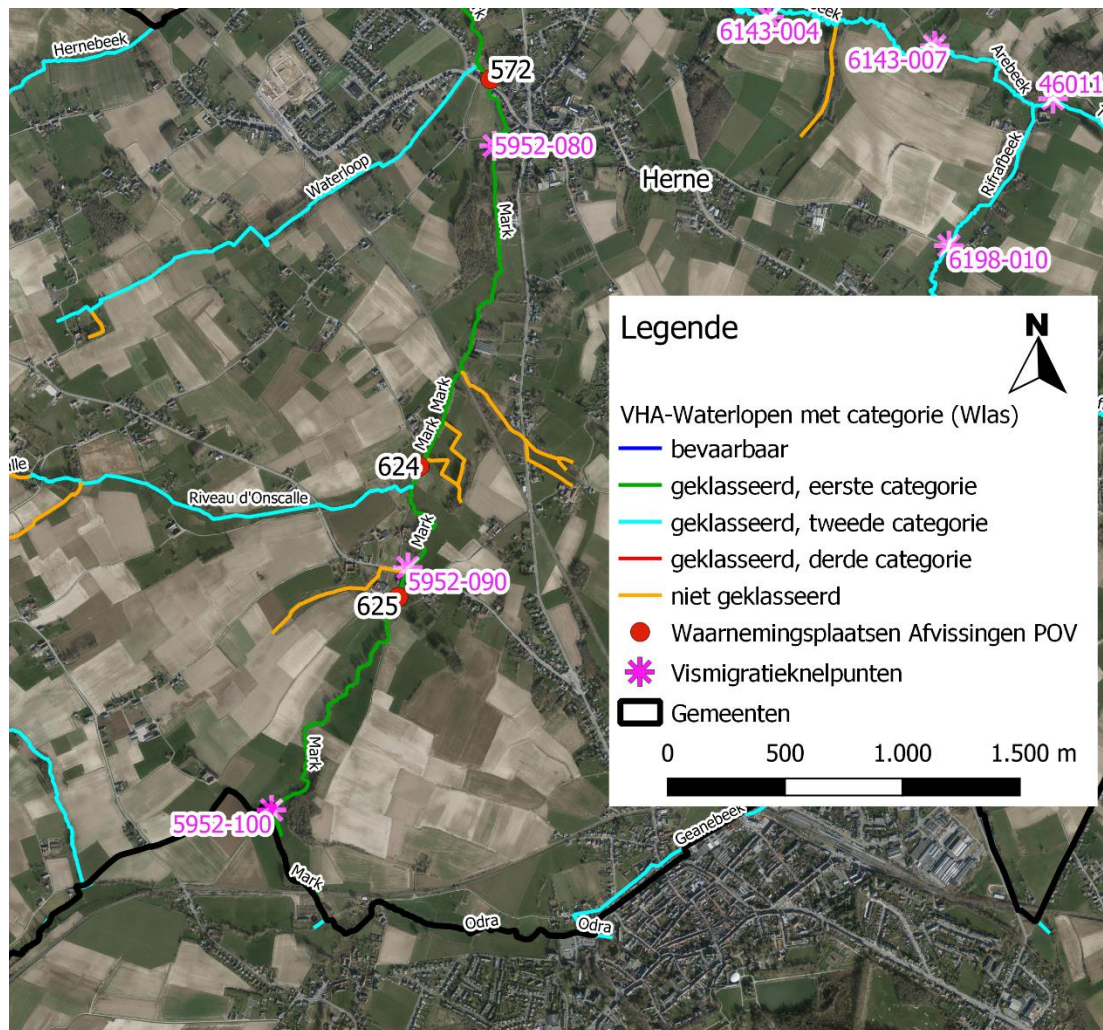 Hernebeek
572
6143-004
6143-007
Arebeek
46011
5952-080
Waterloop
Herne
Rifrafbeek
Mark
6198-010
Mark
Mark
624
Riveau d'Onscalle
Mark
5952-090
625
Mark
5952-100
Mark
Odra
Odra
Geanebeek
Legende
N
VHA-Waterlopen met categorie (Wlas)
bevaarbaar
geklasseerd, eerste categorie
geklasseerd, tweede categorie
geklasseerd, derde categorie
niet geklasseerd
Waarnemingsplaatsen Afvissingen POV
Vismigratieknelpunten
Gemeenten
0 500 1.000 1.500 m